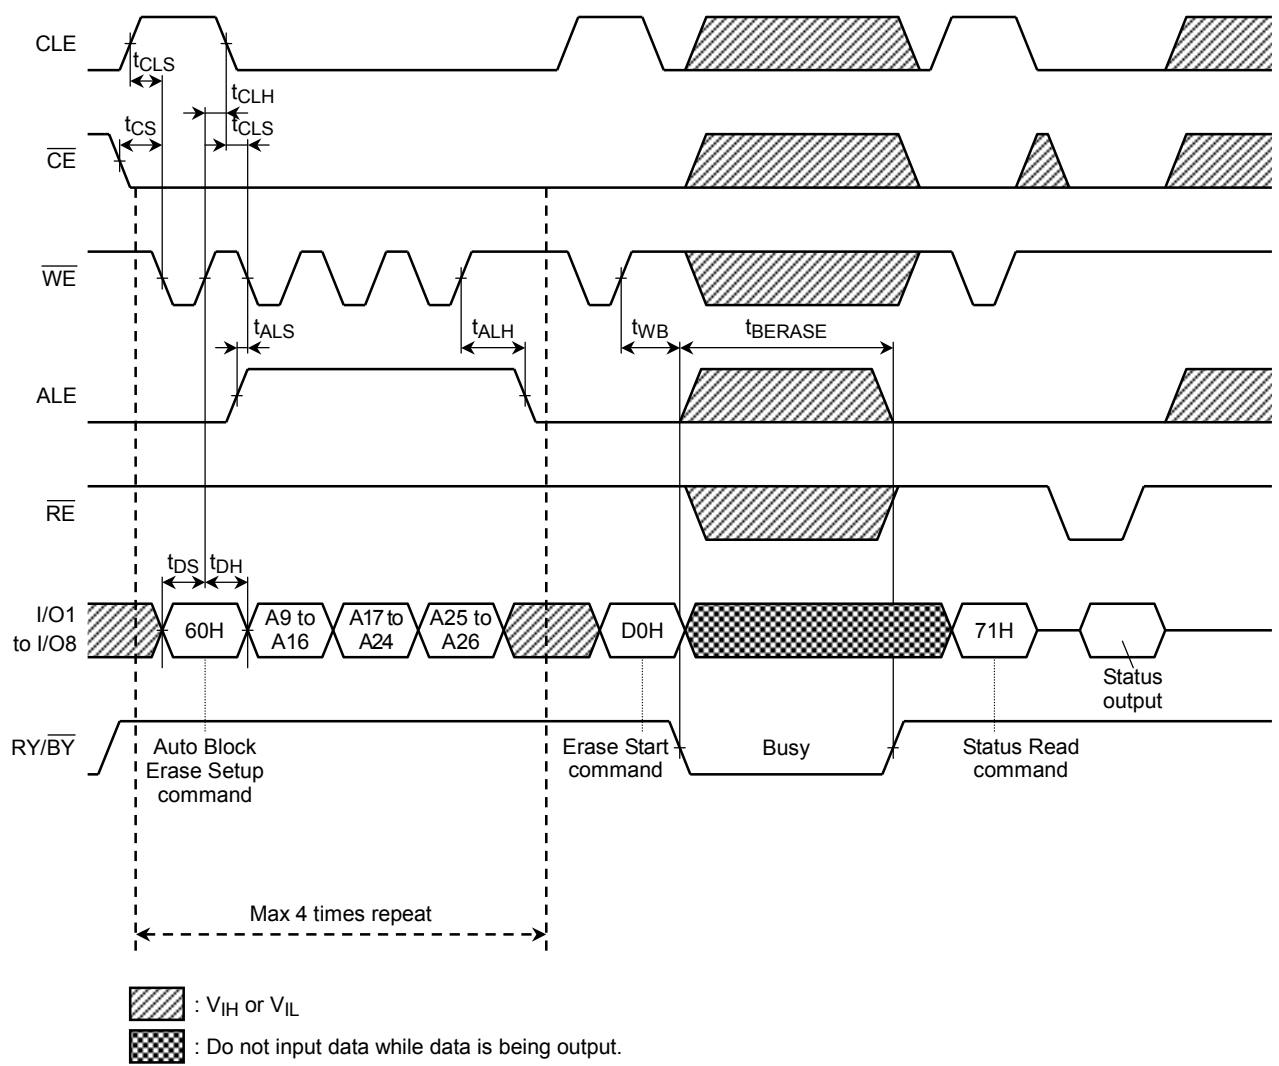 CLE
tCLS
tCLH
tCS
tCLS
CE
WE
tALS
tALH
tWB
tBERASE
ALE
RE
tDS
tDH
I/O1
to I/O8
60H
A9 to
A16
A17 to
A24
A25 to
A26
D0H
71H
Status
output
RY/BY
Auto Block
Erase Setup
command
Erase Start
command
Busy
Status Read
command
Max 4 times repeat
: VIH or VIL
: Do not input data while data is being output.